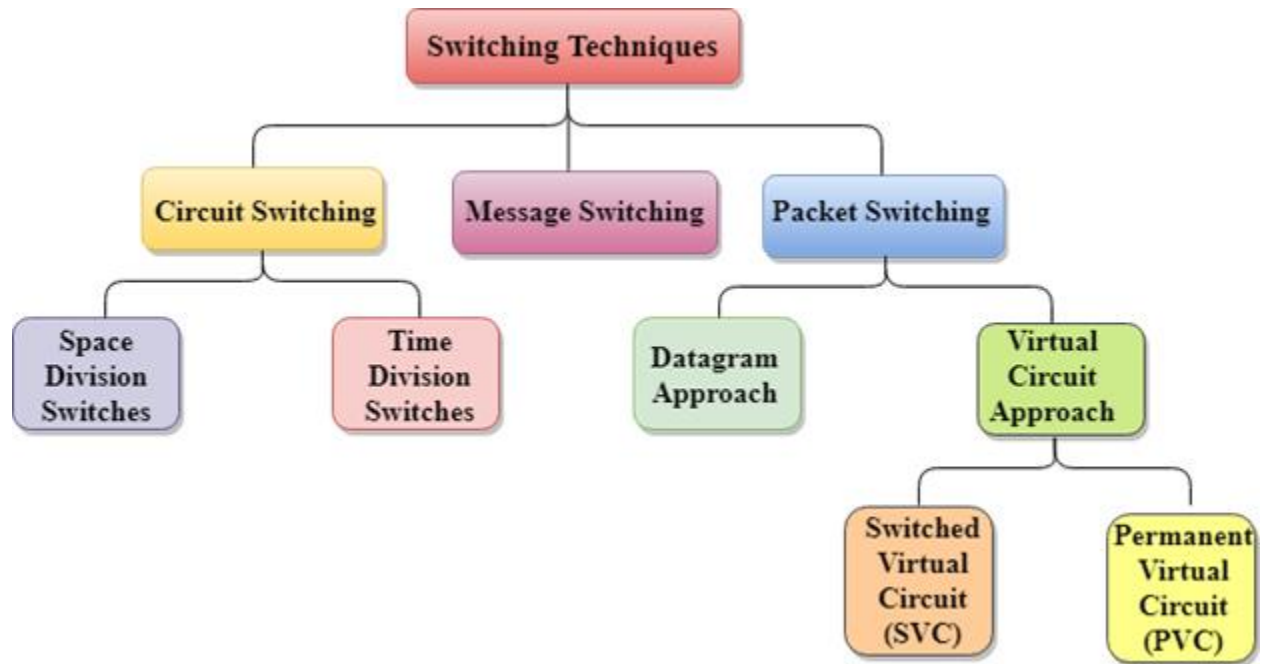 Switching Techniques
Circuit Switching
Message Switching
Packet Switching
Space
Division
Switches
Time
Division
Switches
Datagram
Approach
Virtual
Circuit
Approach
Switched
Virtual
Circuit
(SVC)
Permanent
Virtual
Circuit
(PVC)